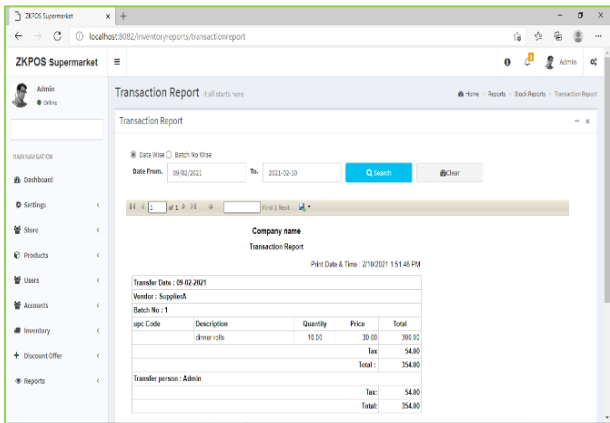 ZKPOS Supermarket
localhost:8082/inventoryreports/transactionreport
ZKPOS Supermarket
Admin
Admin
Online
Transaction Report it all starts here
Home > Reports > Stock Reports > Transaction Report
Transaction Report
MAIN NAVIGATION
Dashboard
Settings
Store
Products
Users
Accounts
Inventory
Discount Offer
Reports
Date Wise Batch No Wise
Date From. 09-02/2021 To. 2021-02-10 Search Clear
1 of 1 Find | Next
Company name
Transaction Report
Print Date & Time : 2/10/2021 1:51:46 PM
Transfer Date : 09-02-2021
Vendor : SupplierA
Batch No : 1
upc Code Description Quantity Price Total
dinner rolls 10.00 30.00 300.00
Tax 54.00
Total : 354.00
Transfer person : Admin
Tax: 54.00
Total: 354.00